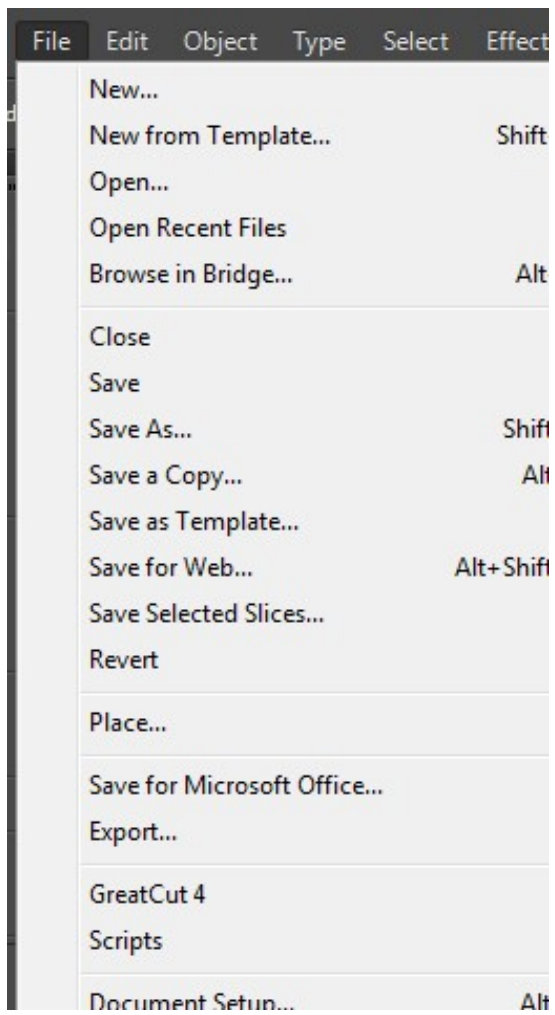 File Edit Object Type Select Effect
New...
New from Template... Shift+
Open...
Open Recent Files
Browse in Bridge... Alt+
Close
Save
Save As... Shift
Save a Copy... Alt
Save as Template...
Save for Web... Alt+Shift
Save Selected Slices...
Revert
Place...
Save for Microsoft Office...
Export...
GreatCut 4
Scripts
Document Setup... Alt